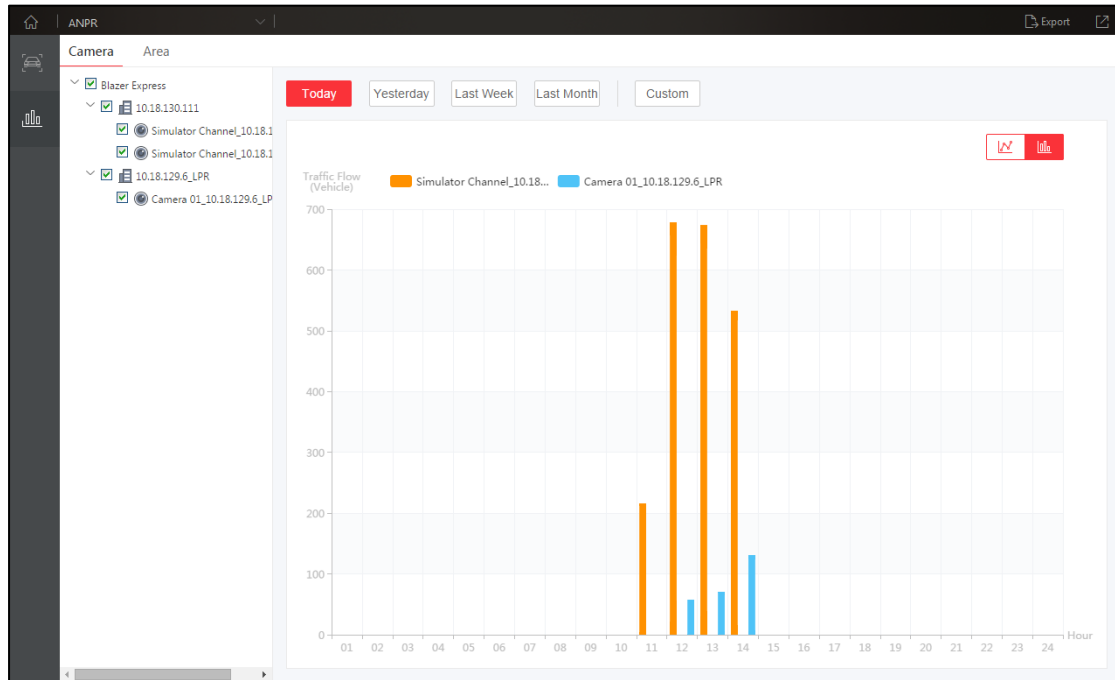 ANPR Export
Camera Area
Blazer Express
10.18.130.111
Simulator Channel_10.18.1
Simulator Channel_10.18.1
10.18.129.6_LPR
Camera 01_10.18.129.6_LP
Today Yesterday Last Week Last Month Custom
Traffic Flow
(Vehicle)
Simulator Channel_10.18... Camera 01_10.18.129.6_LPR
700
600
500
400
300
200
100
0
01 02 03 04 05 06 07 08 09 10 11 12 13 14 15 16 17 18 19 20 21 22 23 24
Hour